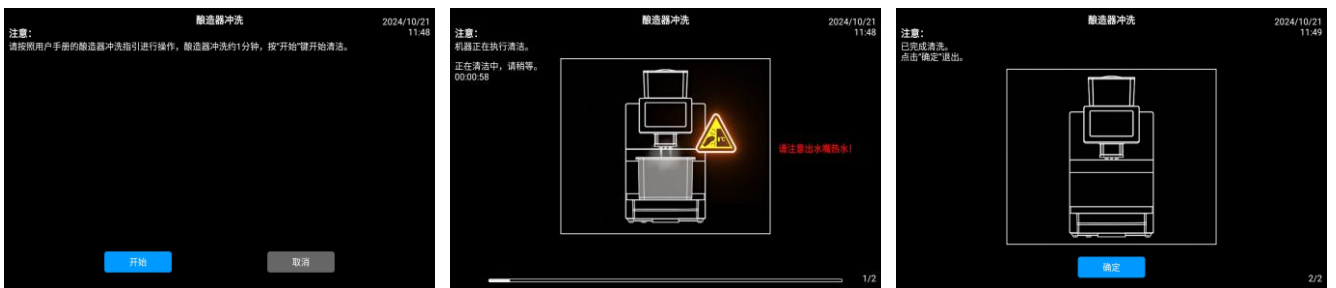 酿造器冲洗
2024/10/21
11:48
注意：
请按照用户手册的酿造器冲洗指引进行操作，酿造器冲洗约1分钟，按"开始"键开始清洁。
开始
取消
酿造器冲洗
2024/10/21
11:48
注意：
机器正在执行清洁。
正在清洁中，请稍等。
00:00:58
请注意出水嘴热水！
1/2
酿造器冲洗
2024/10/21
11:49
注意：
已完成清洗。
点击"确定"退出。
确定
2/2